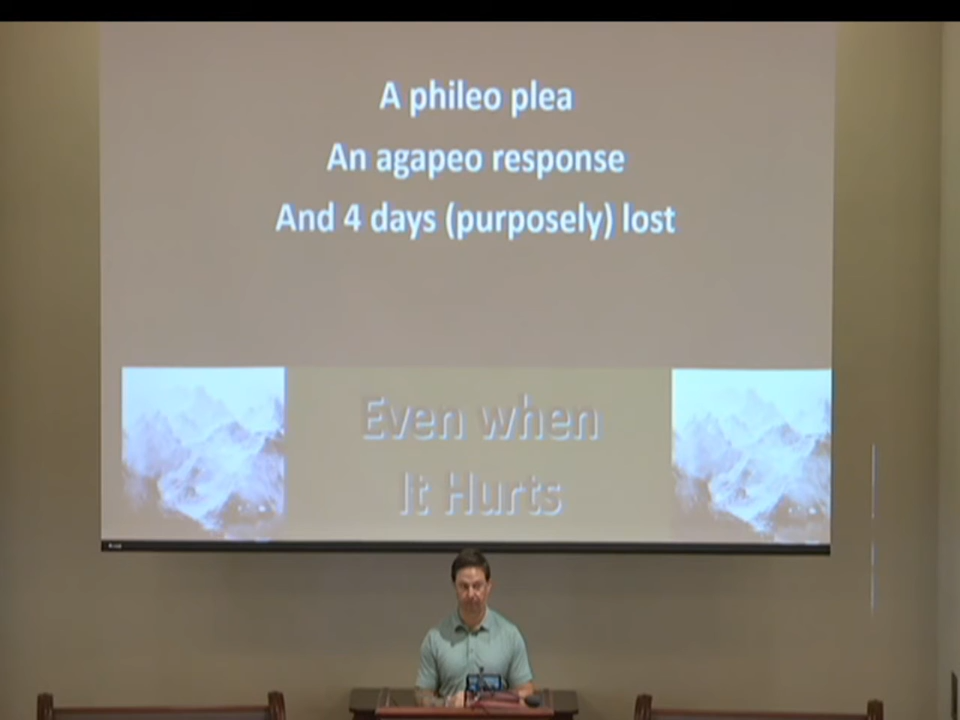 A phileo plea
An agapeo response
And 4 days (purposely) lost
Even when
It Hurts